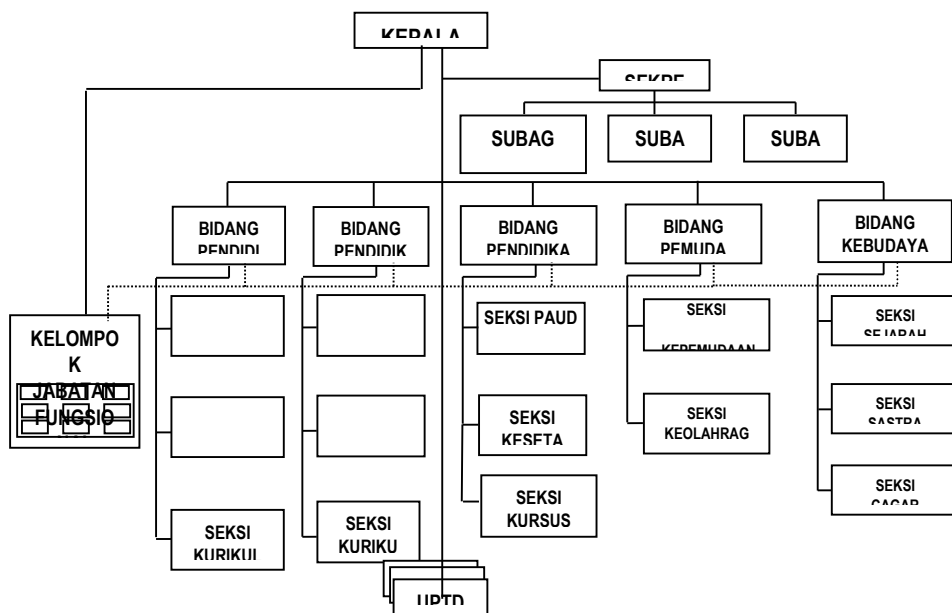 KEPALA
SEKRE
SUBAG
SUBA
SUBA
BIDANG
PENDIDI
BIDANG
PENDIDIK
BIDANG
PENDIDIKA
BIDANG
PEMUDA
BIDANG
KEBUDAYA
KELOMPO
K
JABATAN
FUNGSIO
SEKSI PAUD
SEKSI
KEPEMUDAAN
SEKSI
SEJARAH
SEKSI
KESETA
SEKSI
KEOLAHRAG
SEKSI
SASTRA
SEKSI
KURIKUL
SEKSI
KURIKU
SEKSI
KURSUS
SEKSI
CAGAR
UPTD